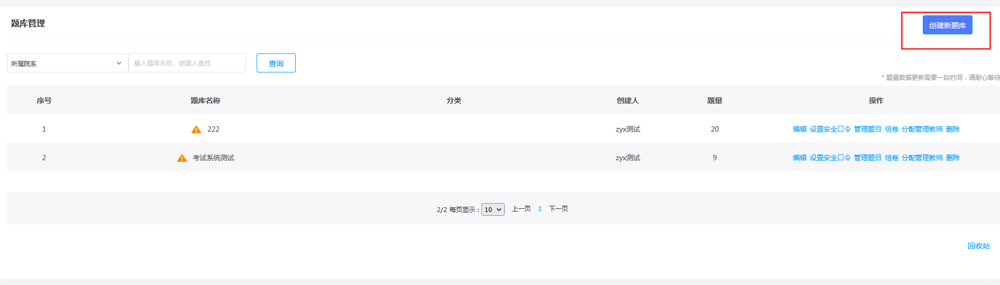 题库管理
创建新题库
所属院系 输入题库名称、创建人查找 查询
* 题量数据更新需要一段时间，请耐心等待
序号 题库名称 分类 创建人 题量 操作
1 222 zyx测试 20 编辑 设置安全口令 管理题目 组卷 分配管理教师 删除
2 考试系统测试 zyx测试 9 编辑 设置安全口令 管理题目 组卷 分配管理教师 删除
2/2 每页显示：10 上一页 1 下一页
回收站